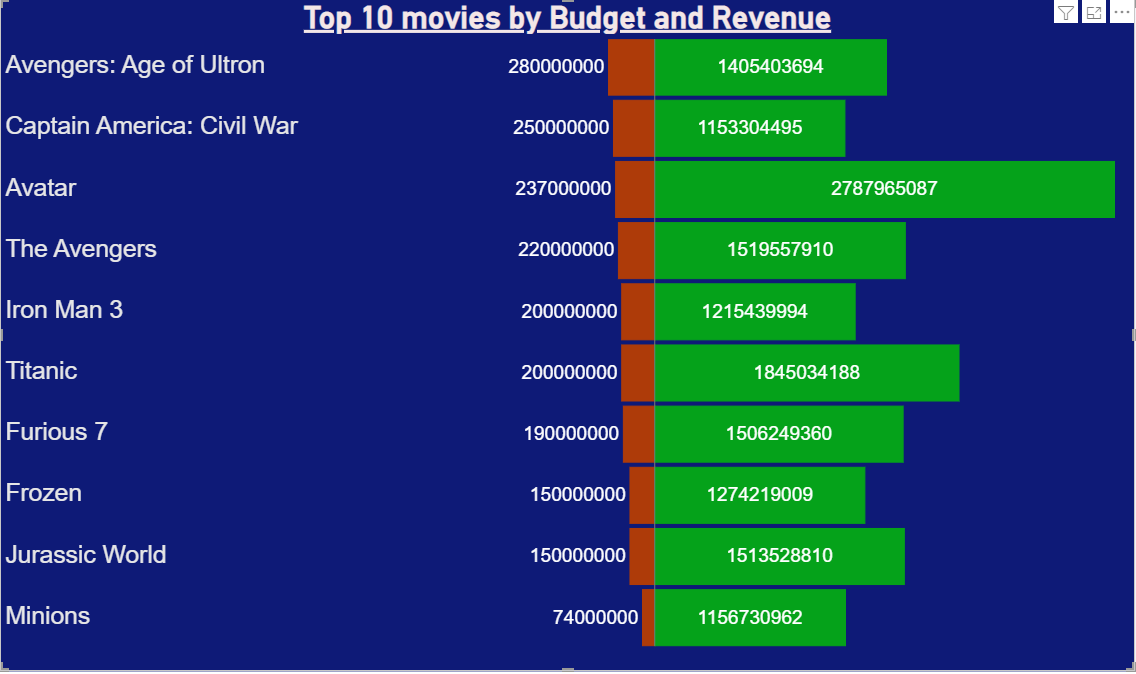 Top 10 movies by Budget and Revenue
Avengers: Age of Ultron 280000000 1405403694
Captain America: Civil War 250000000 1153304495
Avatar 237000000 2787965087
The Avengers 220000000 1519557910
Iron Man 3 200000000 1215439994
Titanic 200000000 1845034188
Furious 7 190000000 1506249360
Frozen 150000000 1274219009
Jurassic World 150000000 1513528810
Minions 74000000 1156730962